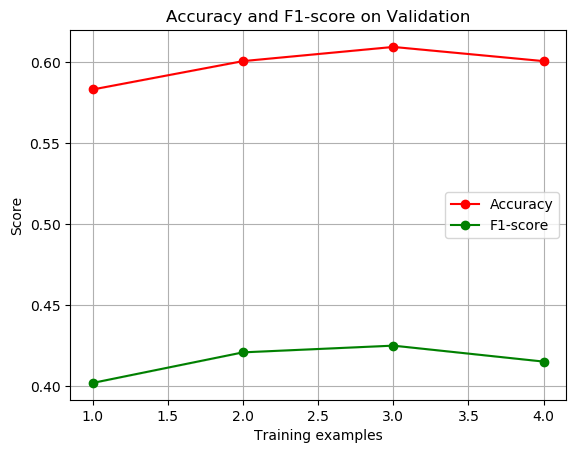 Accuracy and F1-score on Validation
0.60
0.55
0.50
0.45
0.40
Score
Accuracy
F1-score
1.0 1.5 2.0 2.5 3.0 3.5 4.0
Training examples